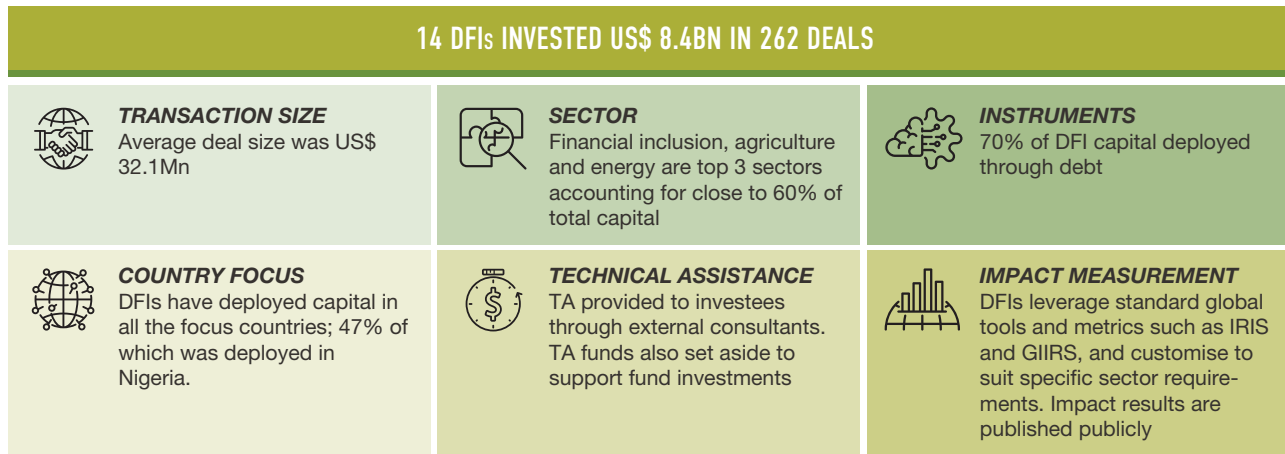 14 DFIs INVESTED US$ 8.4BN IN 262 DEALS
TRANSACTION SIZE
Average deal size was US$
32.1Mn
SECTOR
Financial inclusion, agriculture
and energy are top 3 sectors
accounting for close to 60% of
total capital
INSTRUMENTS
70% of DFI capital deployed
through debt
COUNTRY FOCUS
DFIs have deployed capital in
all the focus countries; 47% of
which was deployed in
Nigeria.
TECHNICAL ASSISTANCE
TA provided to investees
through external consultants.
TA funds also set aside to
support fund investments
IMPACT MEASUREMENT
DFIs leverage standard global
tools and metrics such as IRIS
and GIIRS, and customise to
suit specific sector require-
ments. Impact results are
published publicly